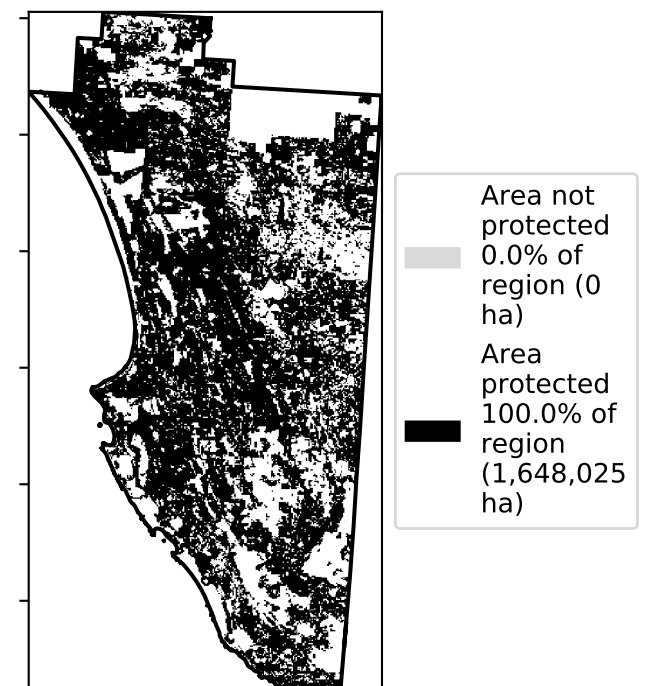 Area not
protected
0.0% of
region (0
ha)
Area
protected
100.0% of
region
(1,648,025
ha)